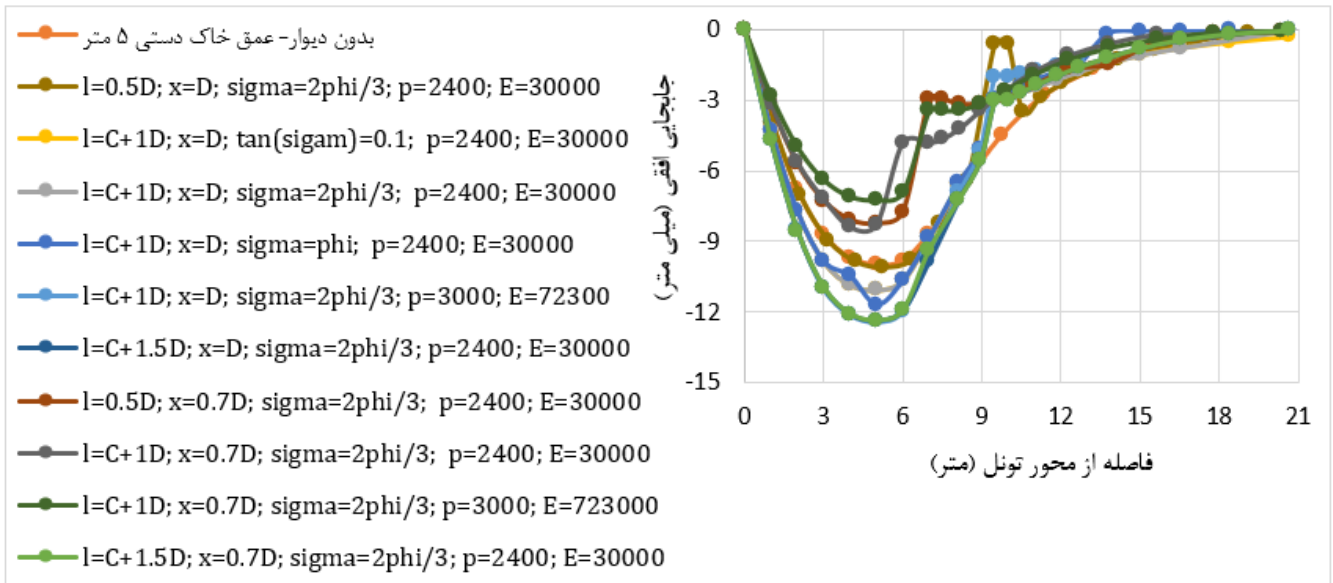 بدون دیوار- عمق خاک دستی ۵ متر
l=0.5D; x=D; sigma=2phi/3; p=2400; E=30000
l=C+1D; x=D; tan(sigam)=0.1; p=2400; E=30000
l=C+1D; x=D; sigma=2phi/3; p=2400; E=30000
l=C+1D; x=D; sigma=phi; p=2400; E=30000
l=C+1D; x=D; sigma=2phi/3; p=3000; E=72300
l=C+1.5D; x=D; sigma=2phi/3; p=2400; E=30000
l=0.5D; x=0.7D; sigma=2phi/3; p=2400; E=30000
l=C+1D; x=0.7D; sigma=2phi/3; p=2400; E=30000
l=C+1D; x=0.7D; sigma=2phi/3; p=3000; E=723000
l=C+1.5D; x=0.7D; sigma=2phi/3; p=2400; E=30000
جابجایی افقی (میلی متر)
0
-3
-6
-9
-12
-15
0 3 6 9 12 15 18 21
فاصله از محور تونل (متر)